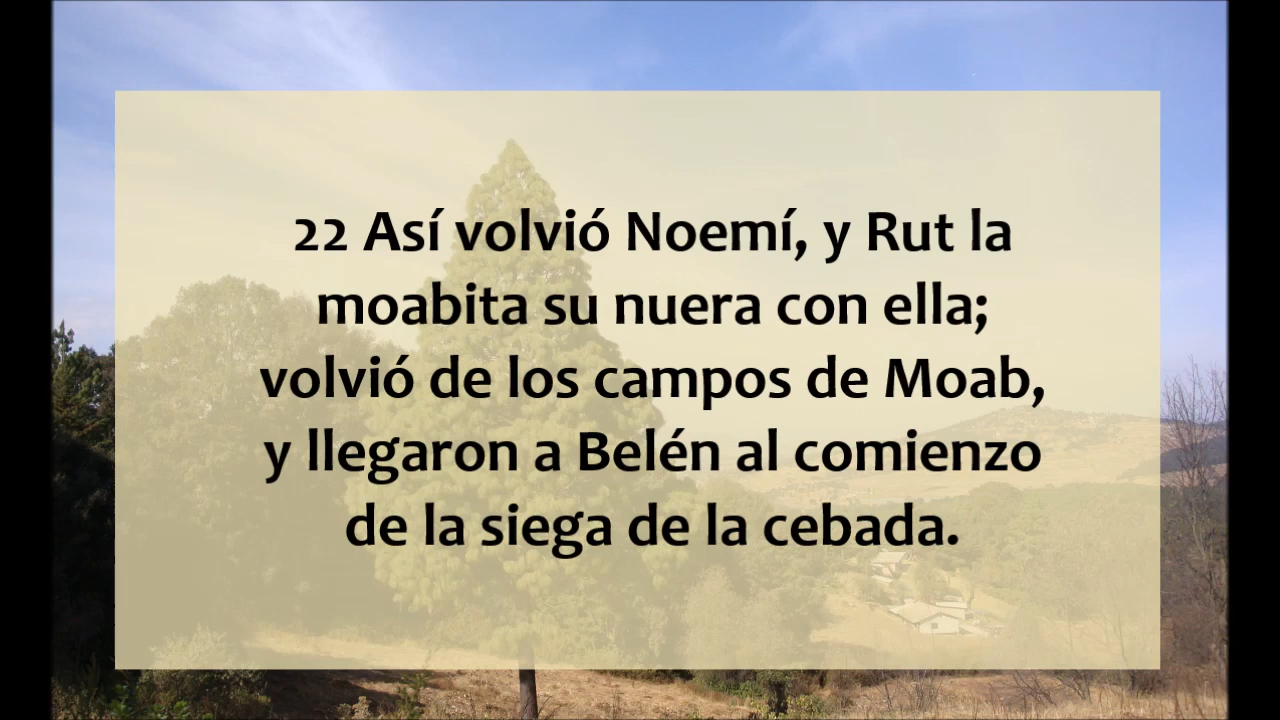 22 Así volvió Noemí, y Rut la
moabita su nuera con ella;
volvió de los campos de Moab,
y llegaron a Belén al comienzo
de la siega de la cebada.